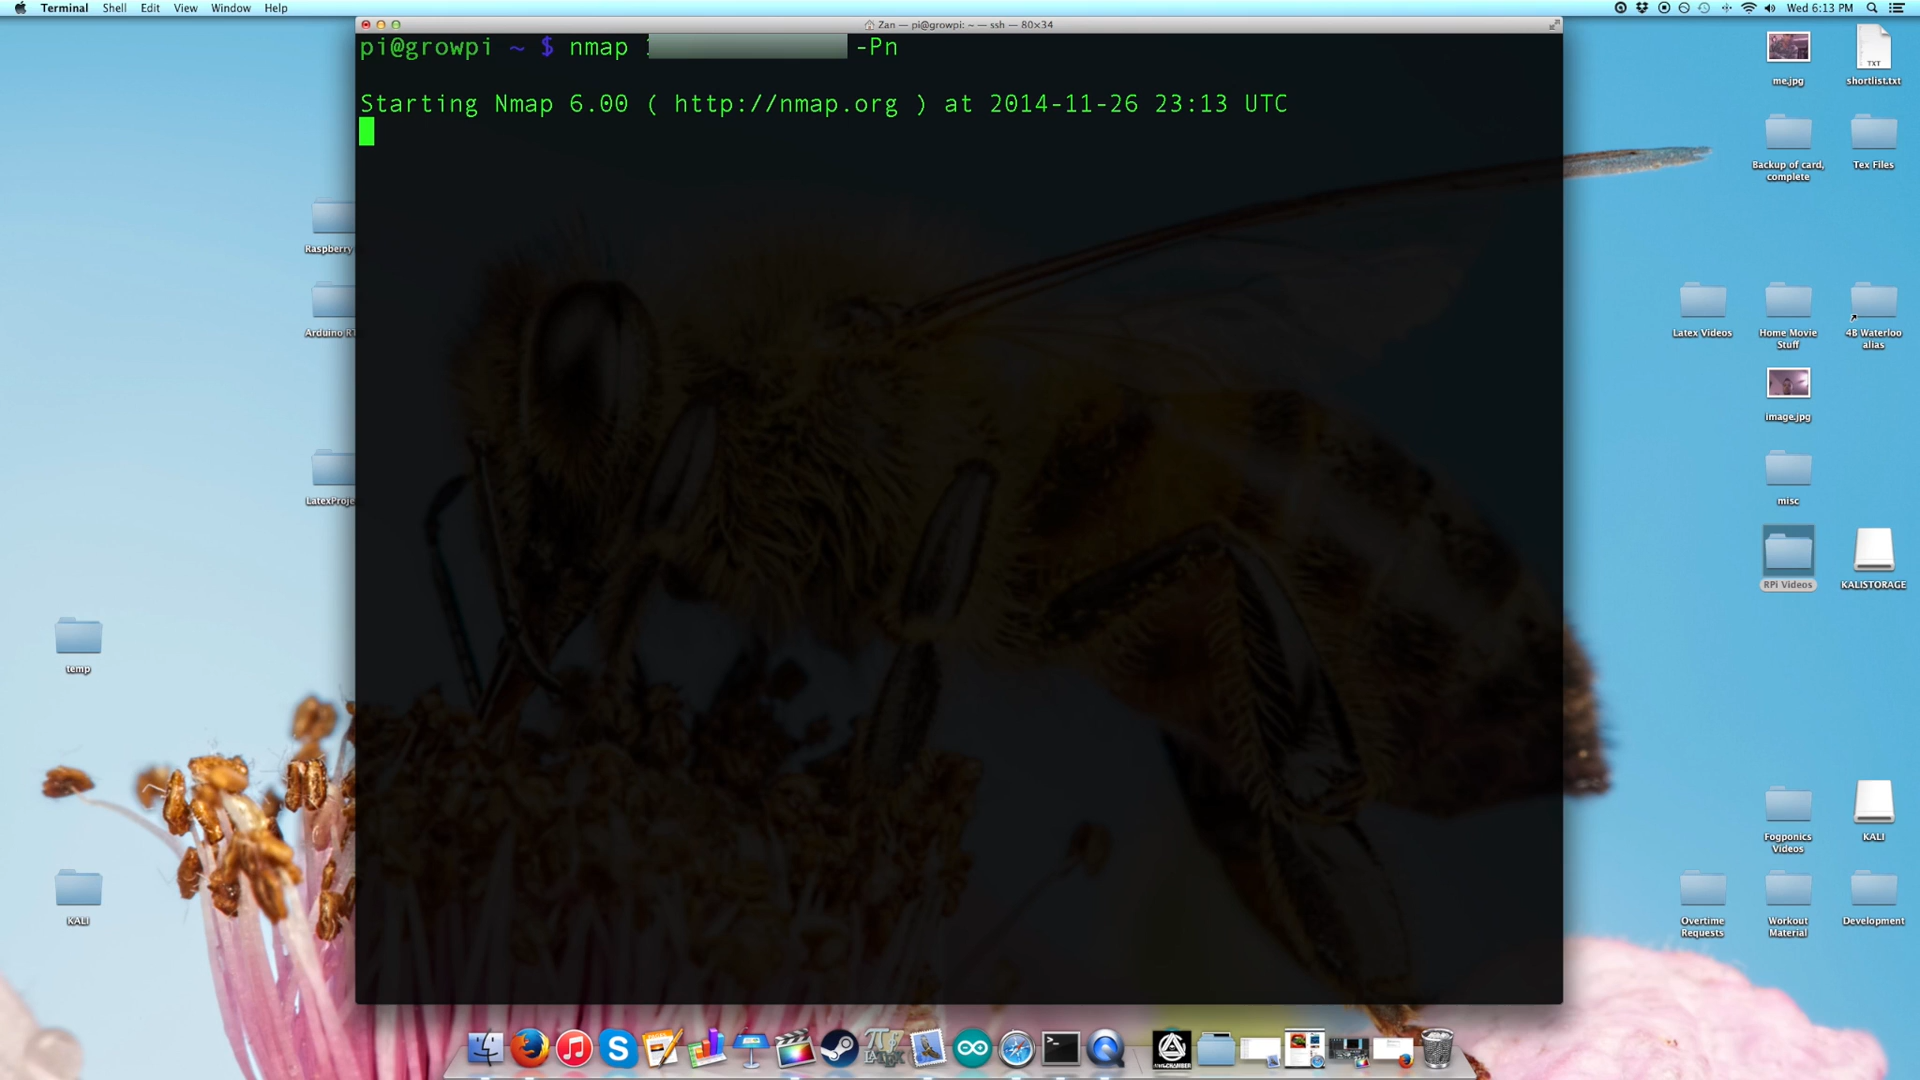 Terminal Shell Edit View Window Help
Wed 6:13 PM
Zan — pi@growpi: ~ — ssh — 80×34
pi@growpi ~ $ nmap -Pn
Starting Nmap 6.00 ( http://nmap.org ) at 2014-11-26 23:13 UTC
me.jpg
TXT
shortlist.txt
Backup of card, complete
Tex Files
Raspberry
Arduino
Latex Videos
Home Movie Stuff
4B Waterloo alias
image.jpg
LatexProje
misc
RPi Videos
KALISTORAGE
temp
Fogponics Videos
KALI
KALI
Overtime Requests
Workout Material
Development